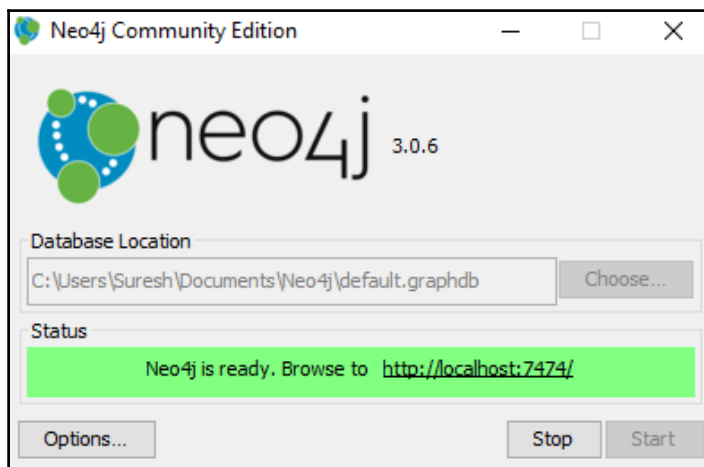 Neo4j Community Edition
neo4j 3.0.6
Database Location
C:\Users\Suresh\Documents\Neo4j\default.graphdb Choose...
Status
Neo4j is ready. Browse to http://localhost:7474/
Options... Stop Start